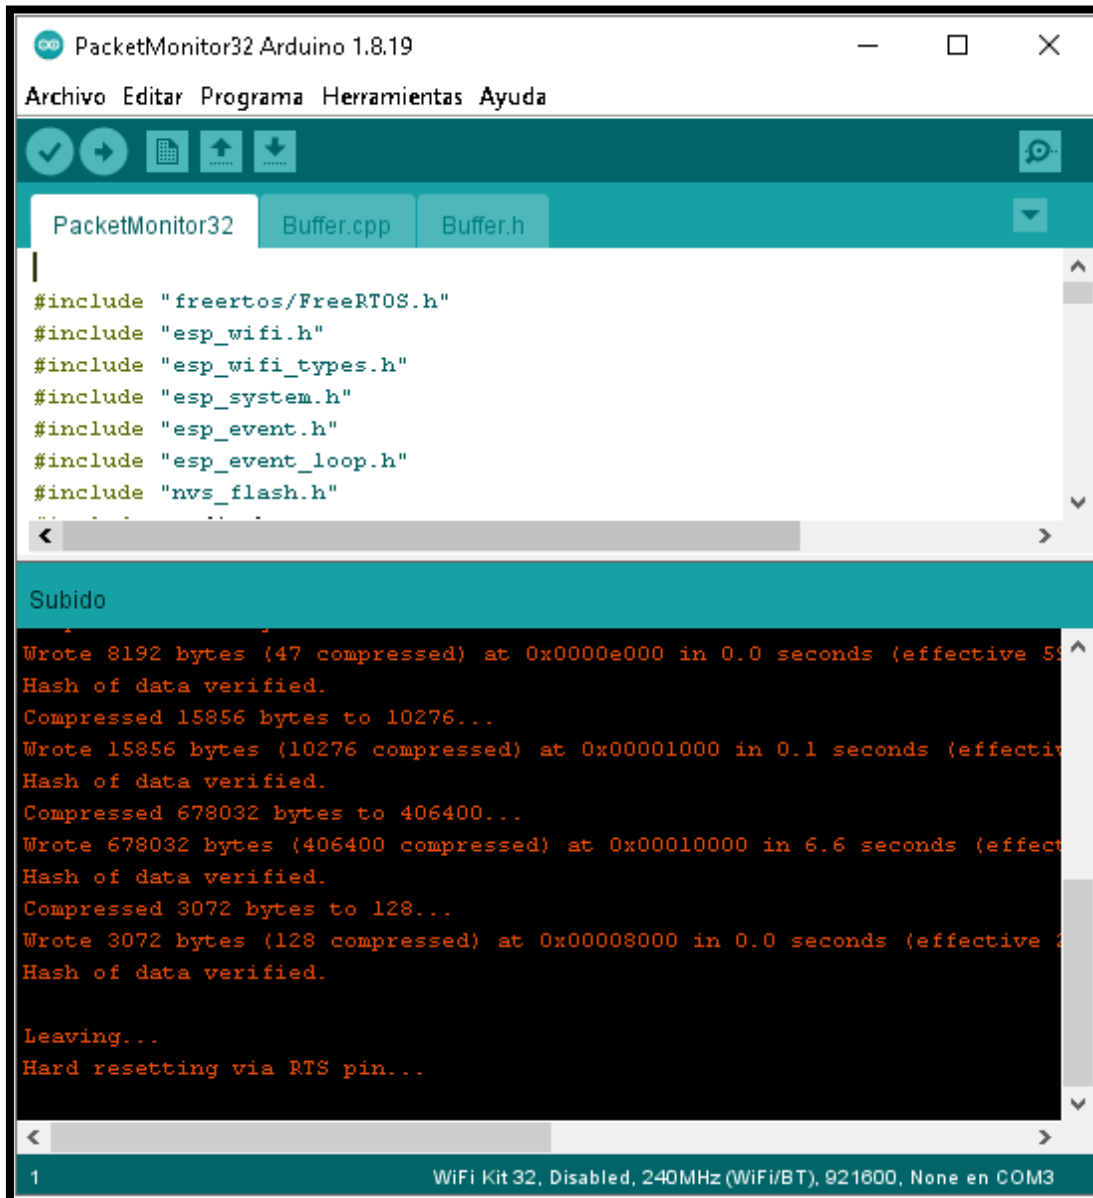 PacketMonitor32 Arduino 1.8.19
Archivo Editar Programa Herramientas Ayuda
PacketMonitor32 Buffer.cpp Buffer.h
#include "freertos/FreeRTOS.h"
#include "esp_wifi.h"
#include "esp_wifi_types.h"
#include "esp_system.h"
#include "esp_event.h"
#include "esp_event_loop.h"
#include "nvs_flash.h"
Subido
Wrote 8192 bytes (47 compressed) at 0x0000e000 in 0.0 seconds (effective
Hash of data verified.
Compressed 15856 bytes to 10276...
Wrote 15856 bytes (10276 compressed) at 0x00001000 in 0.1 seconds
Hash of data verified.
Compressed 678032 bytes to 406400...
Wrote 678032 bytes (406400 compressed) at 0x00010000 in 6.6 seconds (effect
Hash of data verified.
Compressed 3072 bytes to 128...
Wrote 3072 bytes (128 compressed) at 0x00008000 in 0.0 seconds (effective
Hash of data verified.
Leaving...
Hard resetting via RTS pin...
1 WiFi Kit 32, Disabled, 240MHz (WiFi/BT), 921600, None en COM3